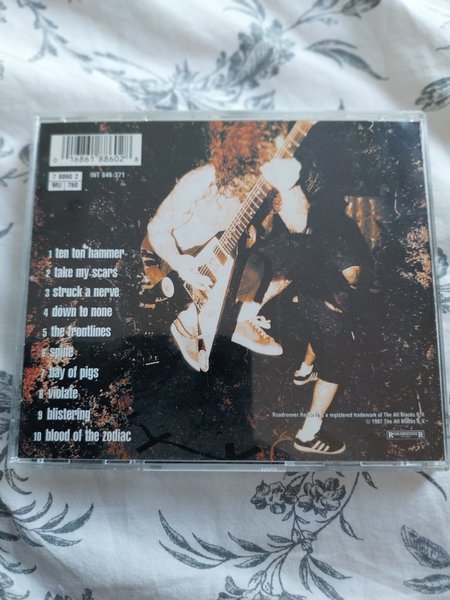 0 16861 88602 8
7 8860 2
MU 760
INT 846.371
1 ten ton hammer
2 take my scars
3 struck a nerve
4 down to none
5 the frontlines
6 spine
7 bay of pigs
8 violate
9 blistering
10 blood of the zodiac
Roadrunner Records is a registered trademark of The All Blacks B.V.
© 1997 The All Blacks B.V.
ROADRUNNER